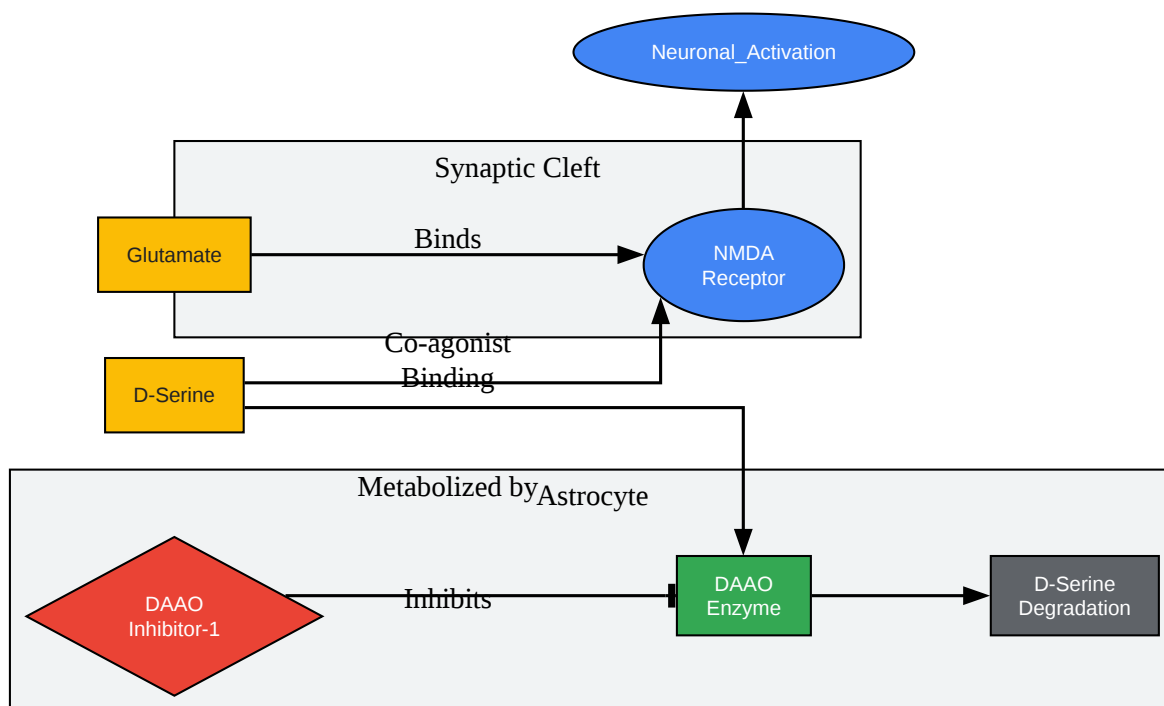 Neuronal_Activation
Synaptic Cleft
Glutamate
Binds
NMDA
Receptor
Co-agonist
Binding
D-Serine
Metabolized by
Astrocyte
DAAO
Inhibitor-1
Inhibits
DAAO
Enzyme
D-Serine
Degradation